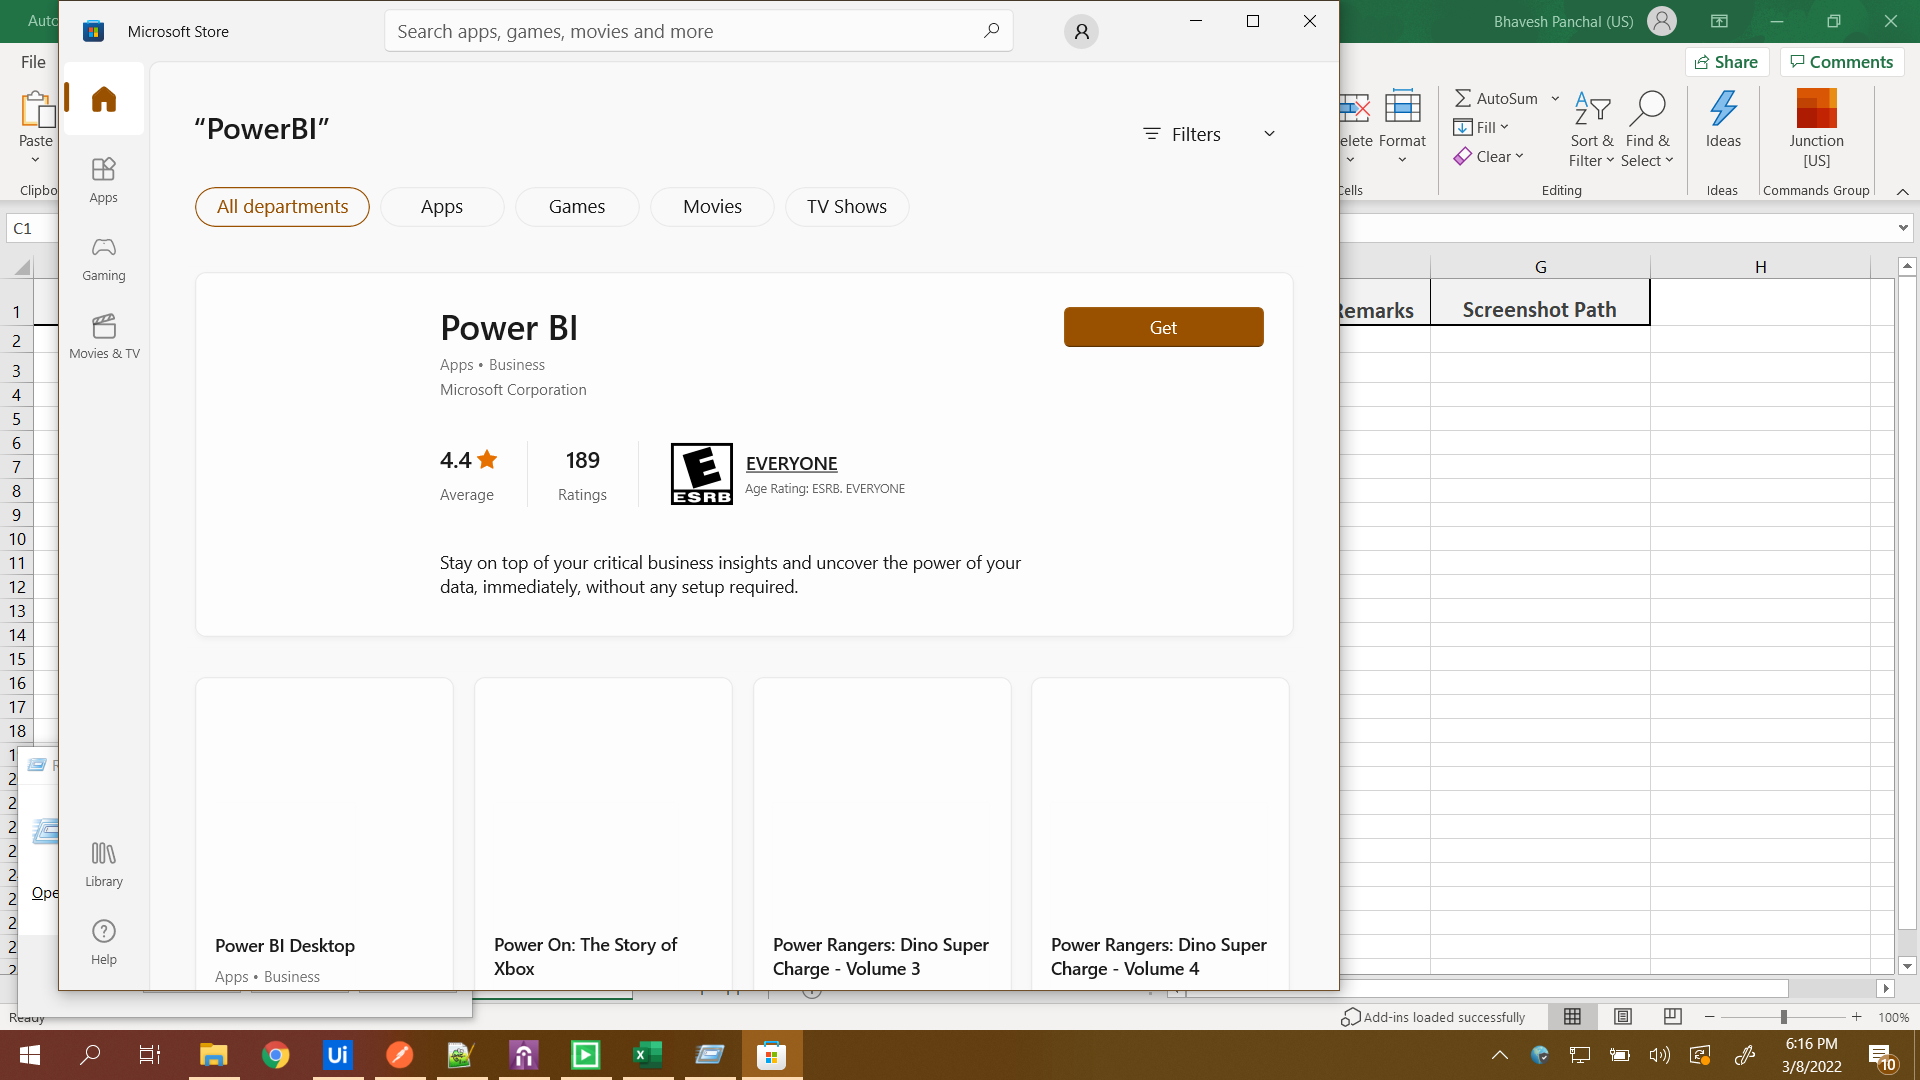 Auto
Microsoft Store
Search apps, games, movies and more
Bhavesh Panchal (US)
File
Share
Comments
Paste
Clipbo
elete
Format
Cells
AutoSum
Fill
Clear
Sort &
Filter
Find &
Select
Editing
Ideas
Ideas
Junction
[US]
Commands Group
C1
G
H
1
Remarks
Screenshot Path
2
3
4
5
6
7
8
9
10
11
12
13
14
15
16
17
18
Apps
Gaming
Movies & TV
Library
Help
“PowerBI”
Filters
All departments
Apps
Games
Movies
TV Shows
Power BI
Get
Apps • Business
Microsoft Corporation
4.4
Average
189
Ratings
E
ESRB
EVERYONE
Age Rating: ESRB. EVERYONE
Stay on top of your critical business insights and uncover the power of your
data, immediately, without any setup required.
Power BI Desktop
Apps • Business
Power On: The Story of
Xbox
Power Rangers: Dino Super
Charge - Volume 3
Power Rangers: Dino Super
Charge - Volume 4
R
Ope
Ready
Add-ins loaded successfully
100%
Ui
6:16 PM
3/8/2022
10